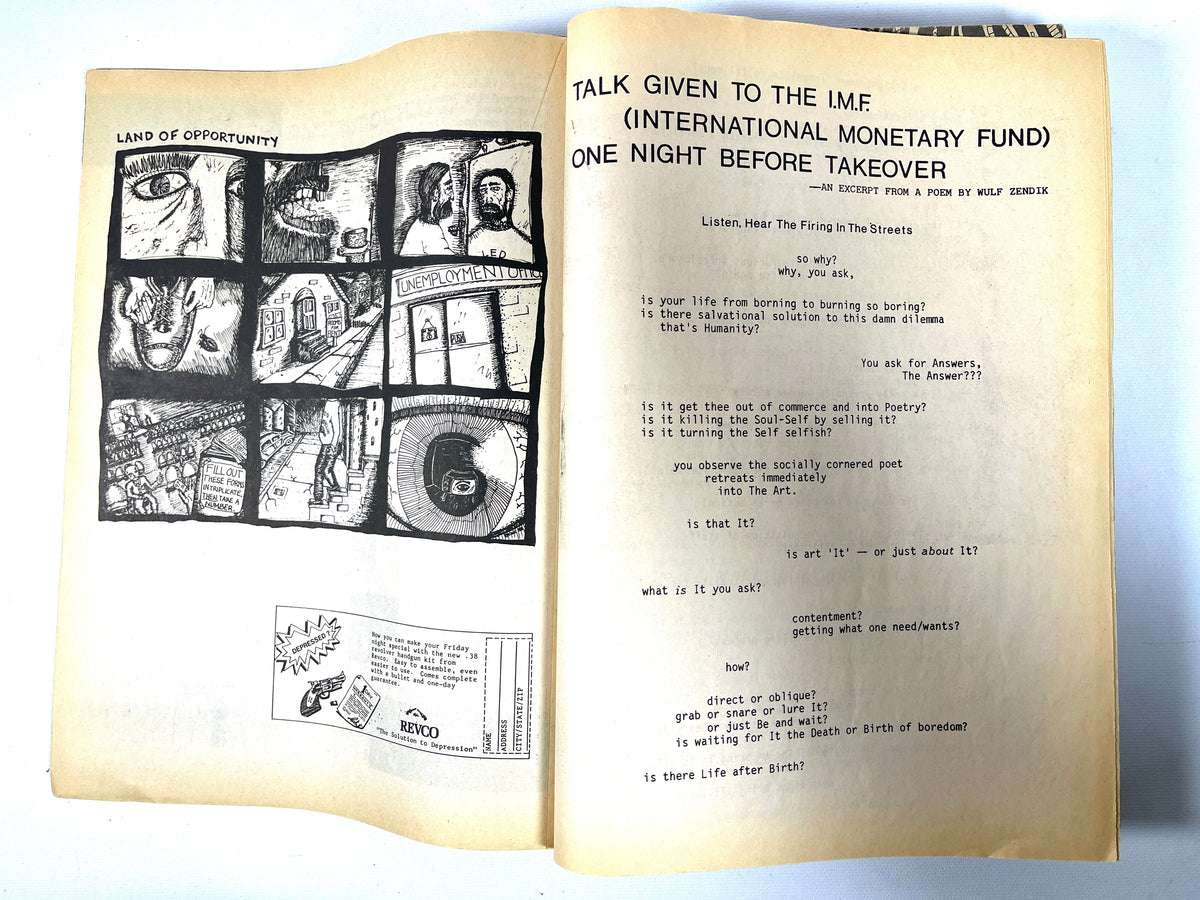 LAND OF OPPORTUNITY
UNEMPLOYMENT
FILL OUT
THESE FORMS
IN TRIPLICATE,
THEN TAKE A
NUMBER
DEPRESSED?
Now you can make your Friday
night special with the new .38
revolver handgun kit from
Revco. Easy to assemble, even
easier to use. Comes complete
with a bullet and one-day
guarantee.
REVCO
"The Solution to Depression"
NAME
ADDRESS
CITY/STATE/ZIP
TALK GIVEN TO THE I.M.F.
(INTERNATIONAL MONETARY FUND)
ONE NIGHT BEFORE TAKEOVER
—AN EXCERPT FROM A POEM BY WULF ZENDIK
Listen, Hear The Firing In The Streets
so why?
why, you ask,
is your life from borning to burning so boring?
is there salvational solution to this damn dilemma
that's Humanity?
You ask for Answers,
The Answer???
is it get thee out of commerce and into Poetry?
is it killing the Soul-Self by selling it?
is it turning the Self selfish?
you observe the socially cornered poet
retreats immediately
into The Art.
is that It?
is art 'It' — or just about It?
what is It you ask?
contentment?
getting what one need/wants?
how?
direct or oblique?
grab or snare or lure It?
or just Be and wait?
is waiting for It the Death or Birth of boredom?
is there Life after Birth?